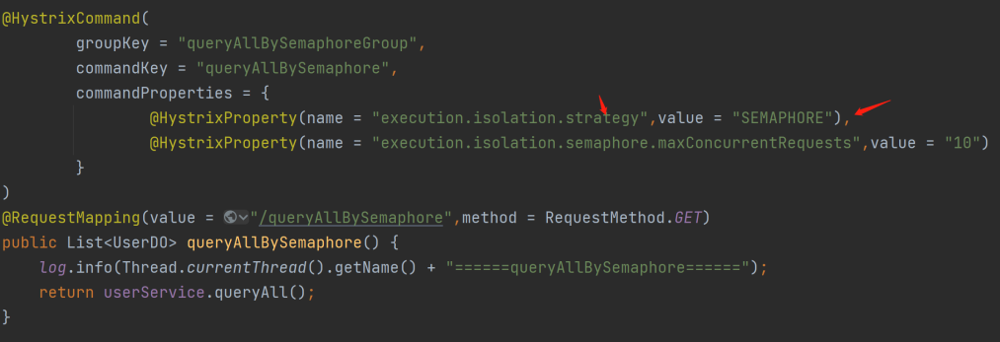 @HystrixCommand(
groupKey = "queryAllBySemaphoreGroup",
commandKey = "queryAllBySemaphore",
commandProperties = {
@HystrixProperty(name = "execution.isolation.strategy",value = "SEMAPHORE"),
@HystrixProperty(name = "execution.isolation.semaphore.maxConcurrentRequests",value = "10")
}
)
@RequestMapping(value = "/queryAllBySemaphore",method = RequestMethod.GET)
public List<UserDO> queryAllBySemaphore() {
log.info(Thread.currentThread().getName() + "======queryAllBySemaphore======");
return userService.queryAll();
}